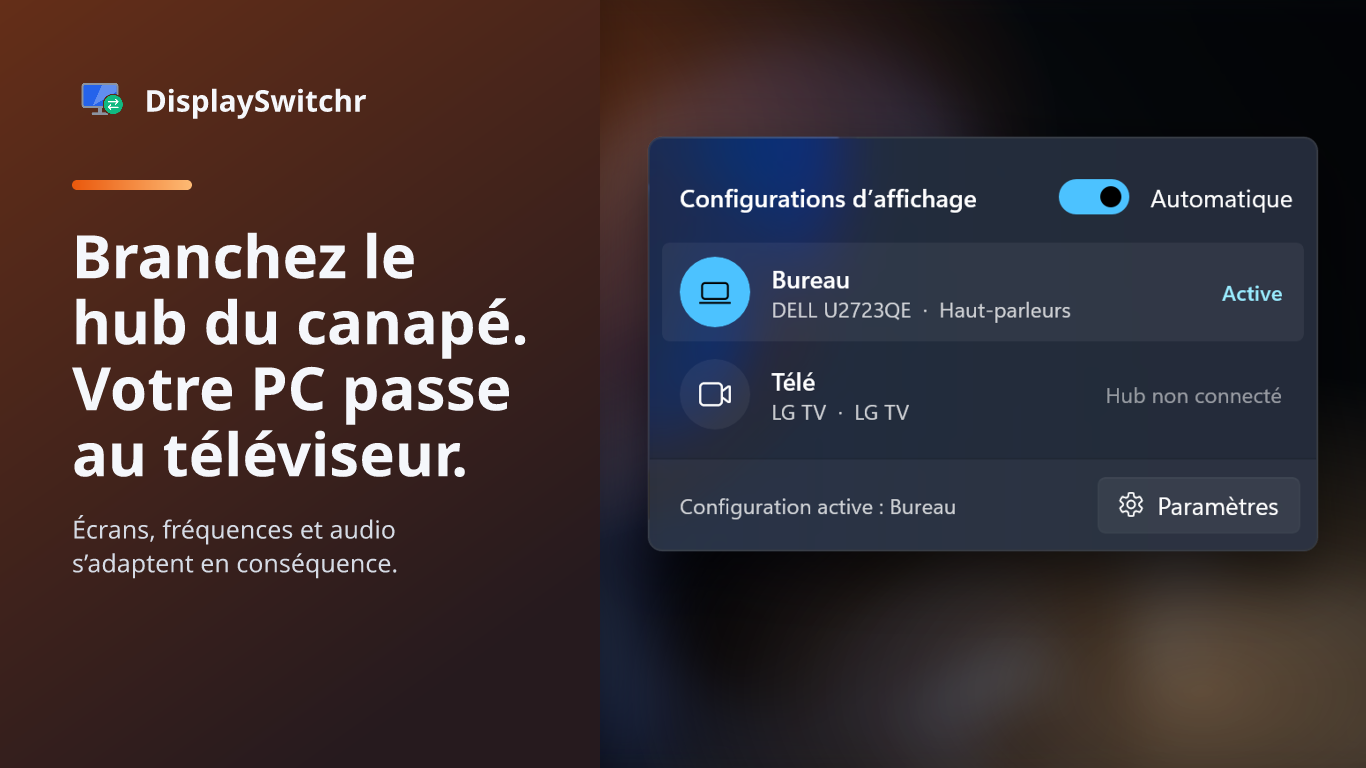 DisplaySwitchr
Branchez le
hub du canapé.
Votre PC passe
au téléviseur.
Écrans, fréquences et audio
s’adaptent en conséquence.
Configurations d’affichage
Automatique
Bureau
DELL U2723QE · Haut-parleurs
Active
Télé
LG TV · LG TV
Hub non connecté
Configuration active : Bureau
Paramètres